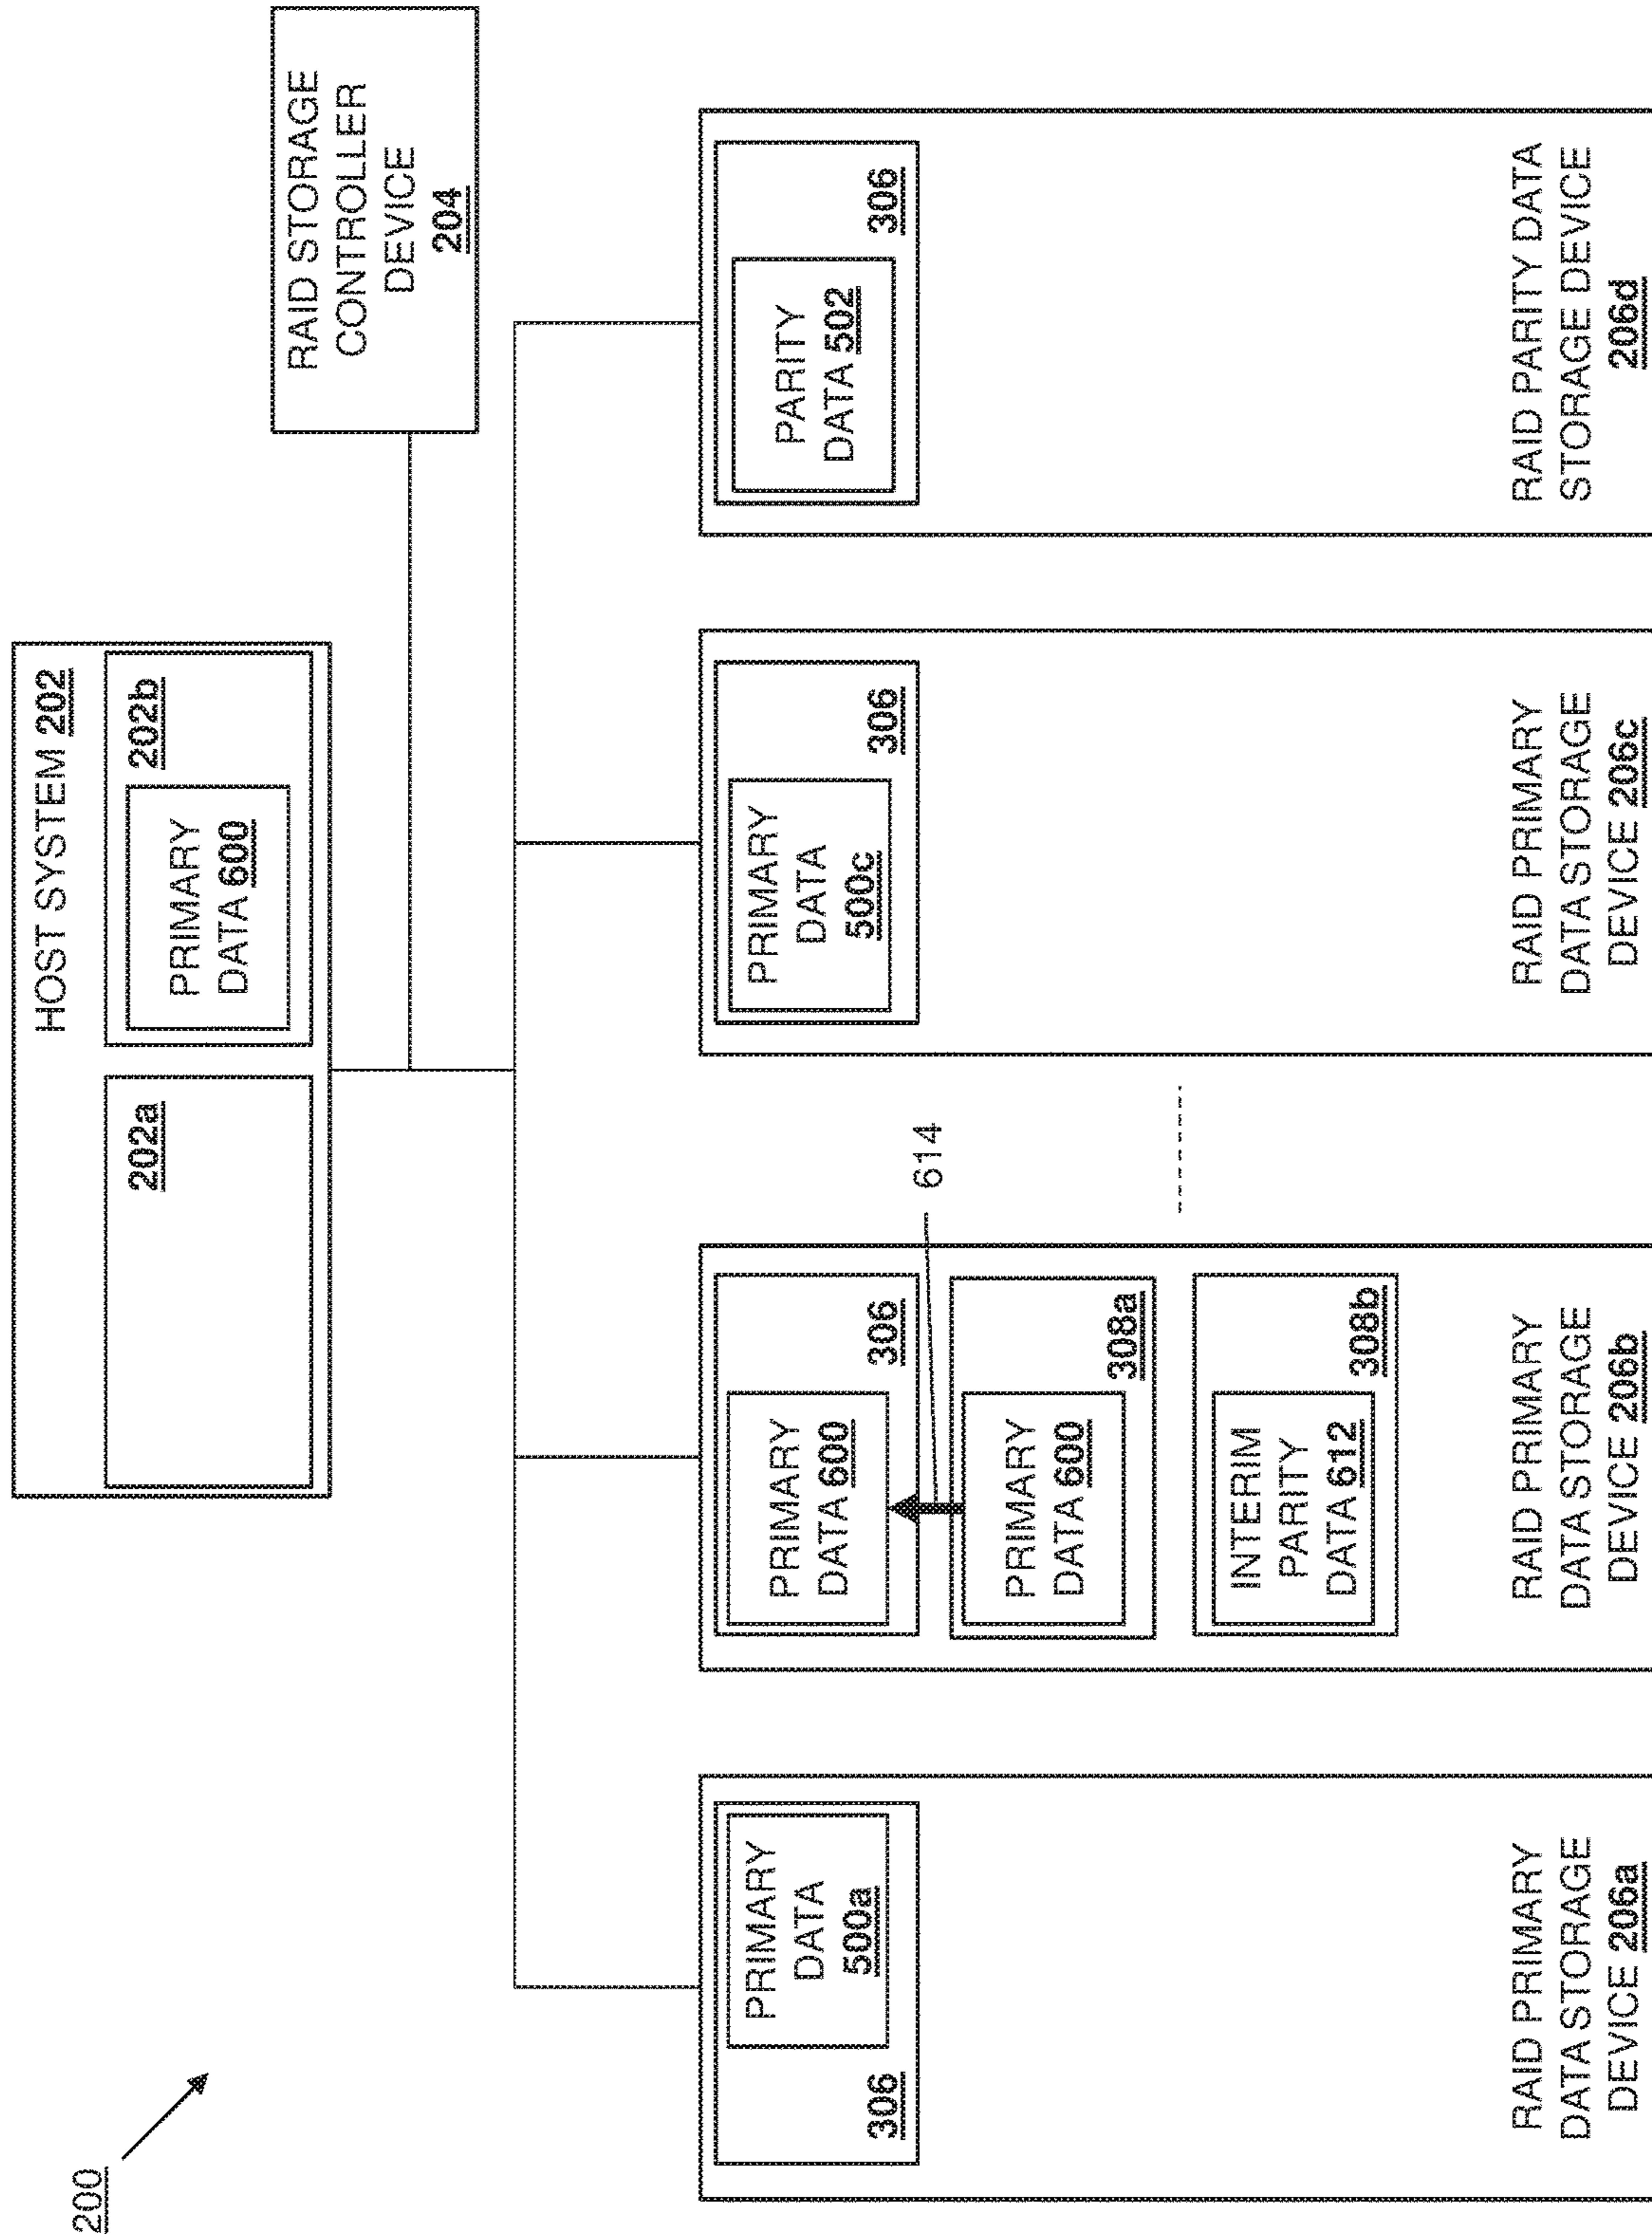 200
HOST SYSTEM 202
202a
202b
PRIMARY
DATA 600
RAID STORAGE
CONTROLLER
DEVICE
204
306
PRIMARY
DATA
500a
RAID PRIMARY
DATA STORAGE
DEVICE 206a
PRIMARY
DATA 600
306
614
PRIMARY
DATA 600
308a
INTERIM
PARITY
DATA 612
308b
RAID PRIMARY
DATA STORAGE
DEVICE 206b
PRIMARY
DATA
500c
306
RAID PRIMARY
DATA STORAGE
DEVICE 206c
PARITY
DATA 502
306
RAID PARITY DATA
STORAGE DEVICE
206d